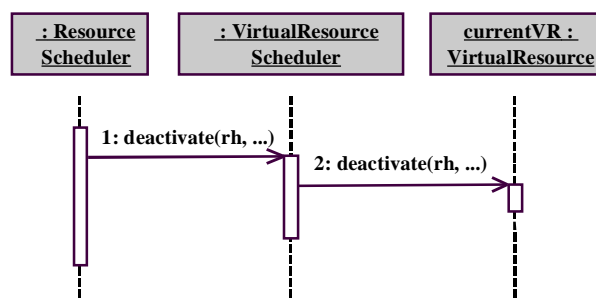 : Resource
Scheduler
: VirtualResource
Scheduler
currentVR :
VirtualResource
1: deactivate(rh, ...)
2: deactivate(rh, ...)